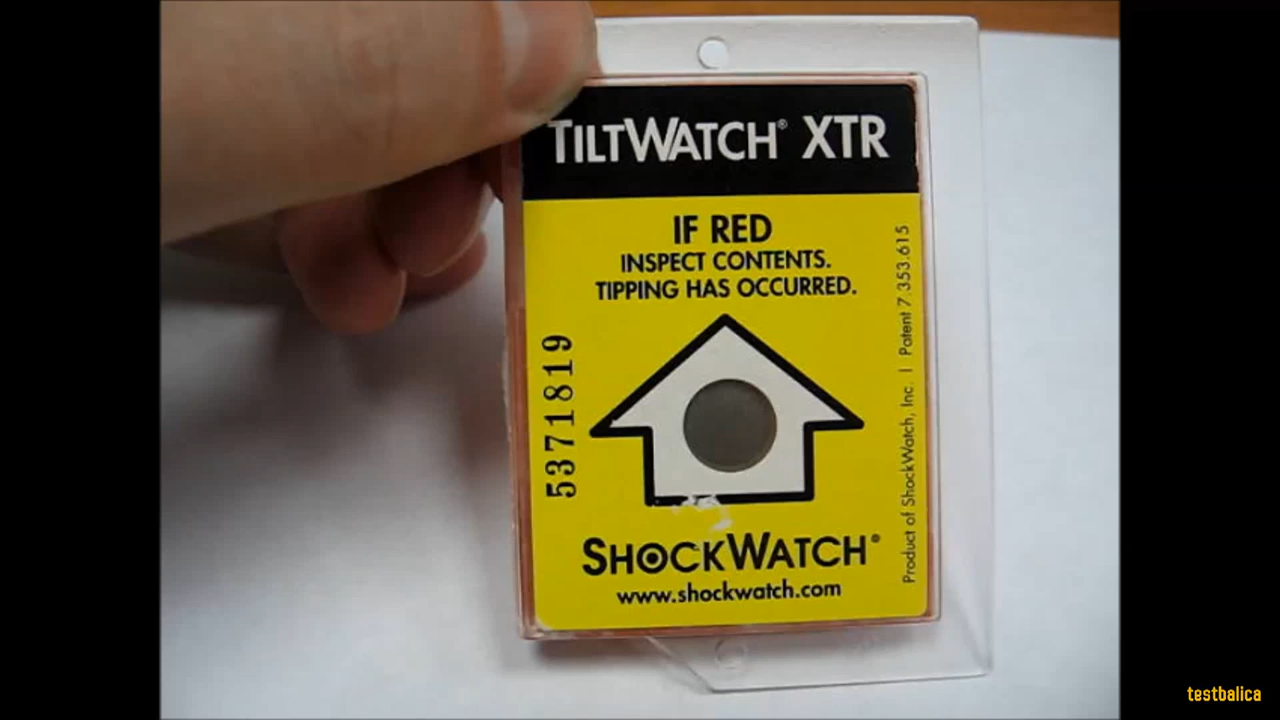 TILTWATCH® XTR
IF RED
INSPECT CONTENTS.
TIPPING HAS OCCURRED.
5371819
Product of ShockWatch, Inc. | Patent 7,353,615
SHOCKWATCH®
www.shockwatch.com
testbalica